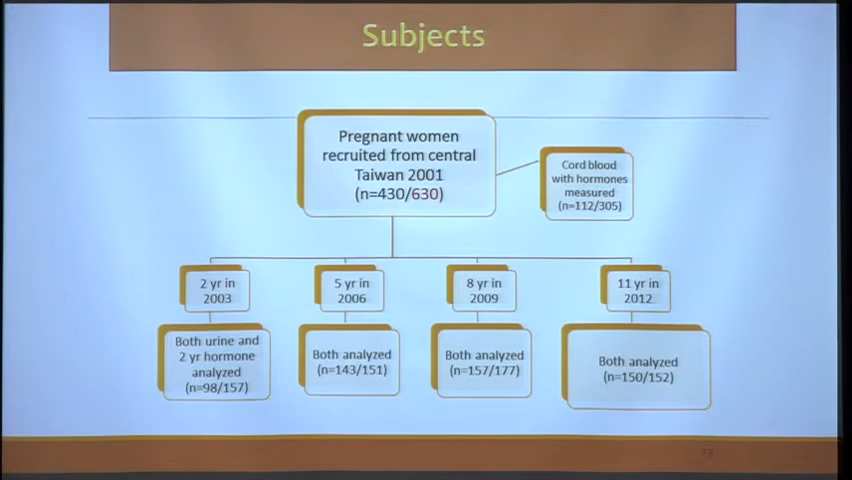 Subjects
Pregnant women
recruited from central
Taiwan 2001
(n=430/630)
Cord blood
with hormones
measured
(n=112/305)
2 yr in
2003
5 yr in
2006
8 yr in
2009
11 yr in
2012
Both urine and
2 yr hormone
analyzed
(n=98/157)
Both analyzed
(n=143/151)
Both analyzed
(n=157/177)
Both analyzed
(n=150/152)